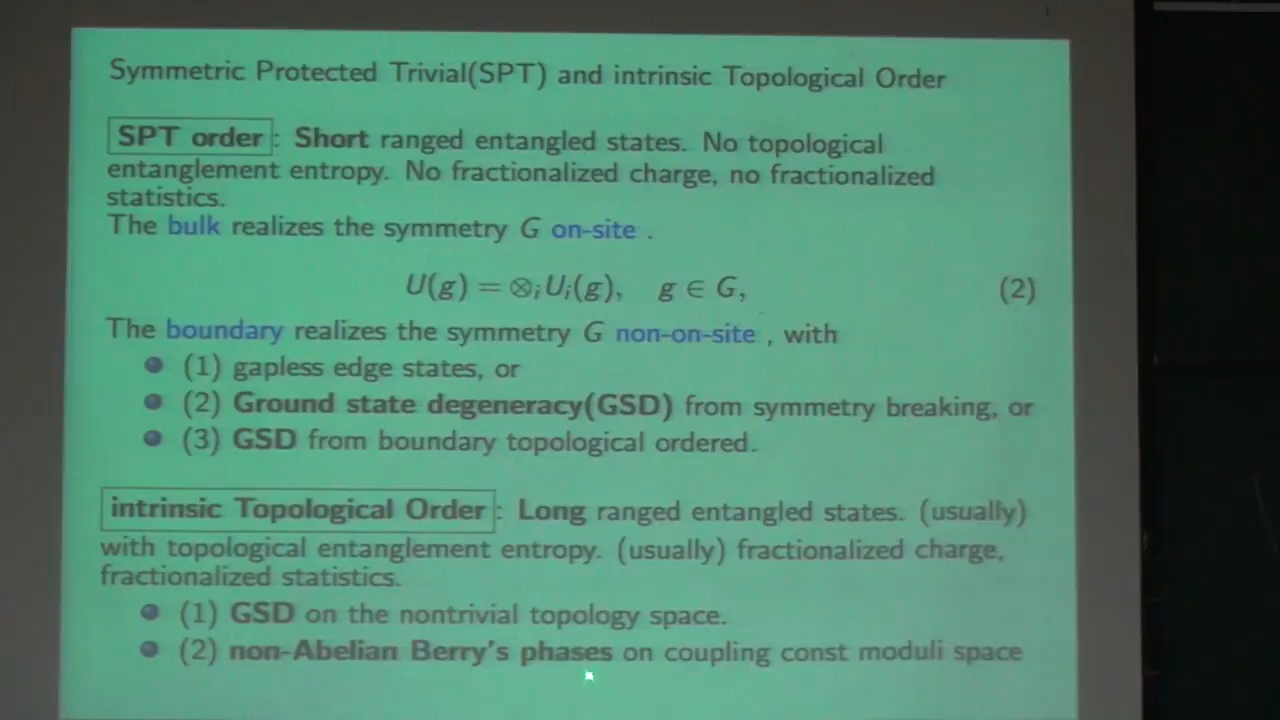 Symmetric Protected Trivial(SPT) and intrinsic Topological Order
SPT order : Short ranged entangled states. No topological
entanglement entropy. No fractionalized charge, no fractionalized
statistics.
The bulk realizes the symmetry G on-site .
U(g) = ⊗ᵢUᵢ(g), g ∈ G, (2)
The boundary realizes the symmetry G non-on-site , with
(1) gapless edge states, or
(2) Ground state degeneracy(GSD) from symmetry breaking, or
(3) GSD from boundary topological ordered.
intrinsic Topological Order : Long ranged entangled states. (usually)
with topological entanglement entropy. (usually) fractionalized charge,
fractionalized statistics.
(1) GSD on the nontrivial topology space.
(2) non-Abelian Berry's phases on coupling const moduli space